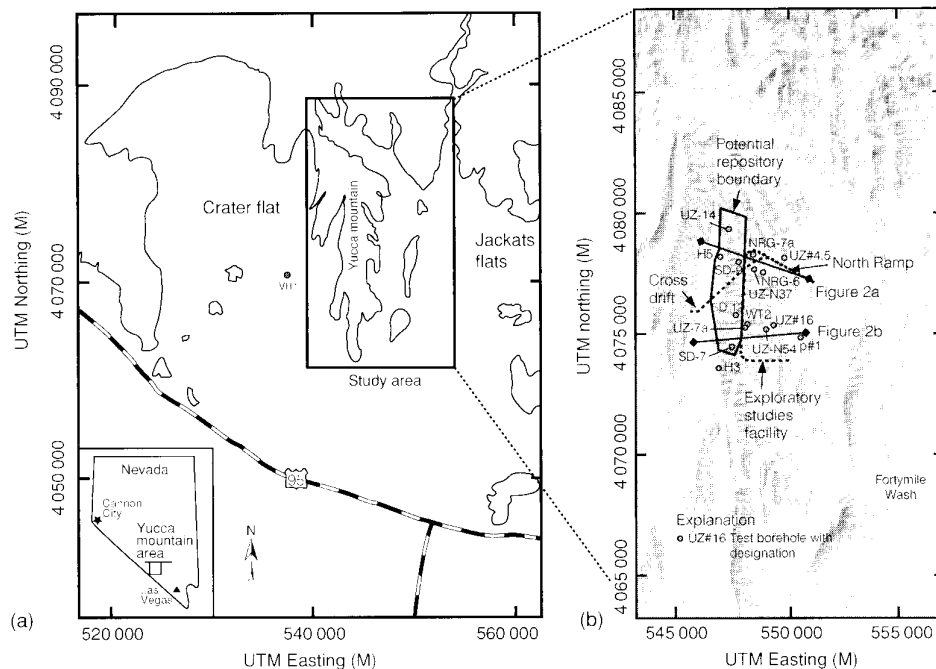 (a)
UTM Northing (M)
4 090 000
4 070 000
4 050 000
Crater flat
Yucca mountain
Jackats
flats
VH1
Study area
95
Nevada
Cannon
City
Yucca
mountain
area
Las
Vegas
N
520 000
540 000
560 000
UTM Easting (M)
(b)
UTM northing (M)
4 085 000
4 080 000
4 075 000
4 070 000
4 065 000
Potential
repository
boundary
UZ-14
NRG-7a
UZ#4.5
H5
SD-9
North Ramp
NRG-6
UZ-N37
Figure 2a
Cross
drift
WT2
UZ#16
UZ-7a
Figure 2b
SD-7
UZ-N54
p#1
H3
Exploratory
studies
facility
Fortymile
Wash
Explanation
UZ#16 Test borehole with
designation
545 000
550 000
555 000
UTM Easting (M)